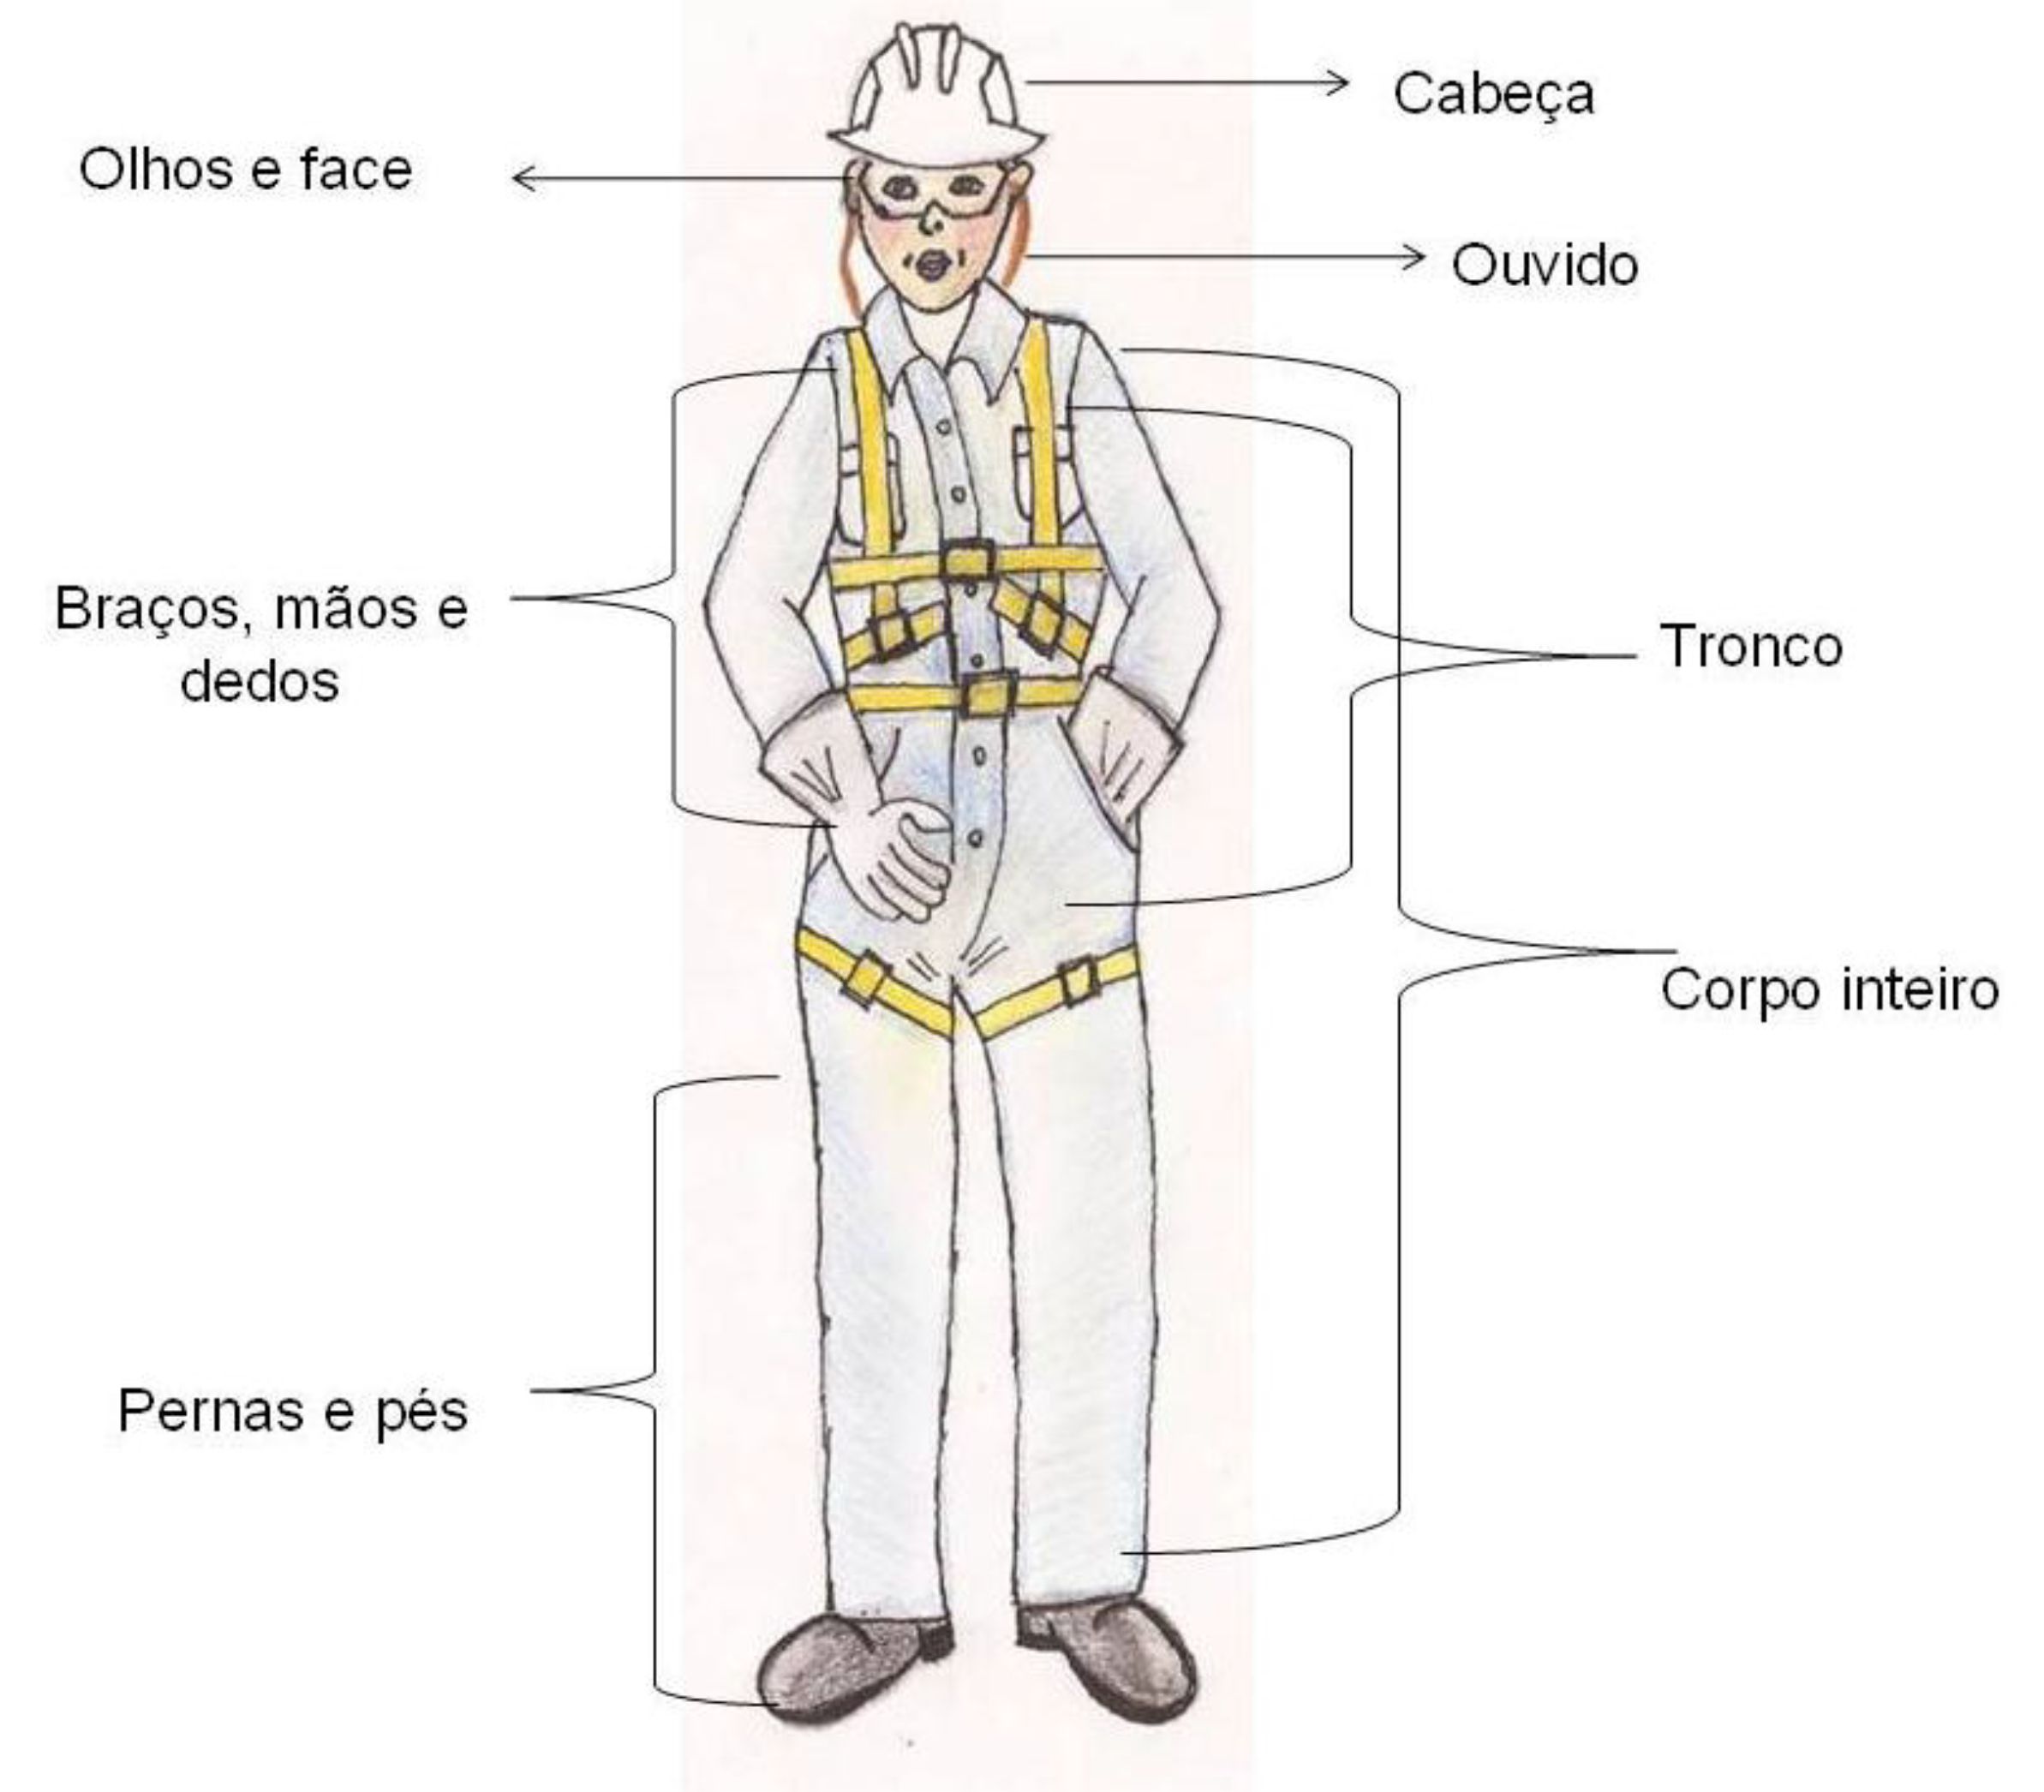 Cabeça
Olhos e face
Ouvido
Braços, mãos e
dedos
Tronco
Corpo inteiro
Pernas e pés